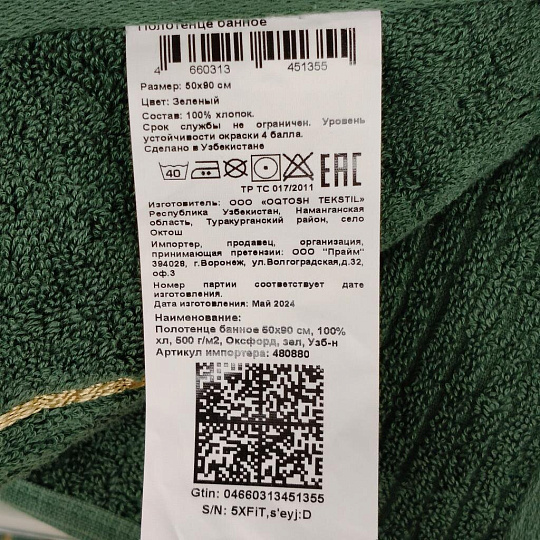 Полотенце банное
4 660313 451355
Размер: 50х90 см
Цвет: Зеленый
Состав: 100% хлопок.
Срок службы не ограничен. Уровень
устойчивости окраски 4 балла.
Сделано в Узбекистане
40
EAC
ТР ТС 017/2011
Изготовитель: ООО «OQTOSH TEKSTIL»
Республика Узбекистан, Наманганская
область, Туракурганский район, село
Октош
Импортер, продавец, организация,
принимающая претензии: ООО "Прайм"
394028, г.Воронеж, ул.Волгоградская,д.32,
оф.3
Номер партии соответствует дате
изготовления.
Дата изготовления: Май 2024
Наименование:
Полотенце банное 50х90 см, 100%
хл, 500 г/м2, Оксфорд, зел, Узб-н
Артикул импортера: 480880
Gtin: 04660313451355
S/N: 5XFiT,s'eyj:D